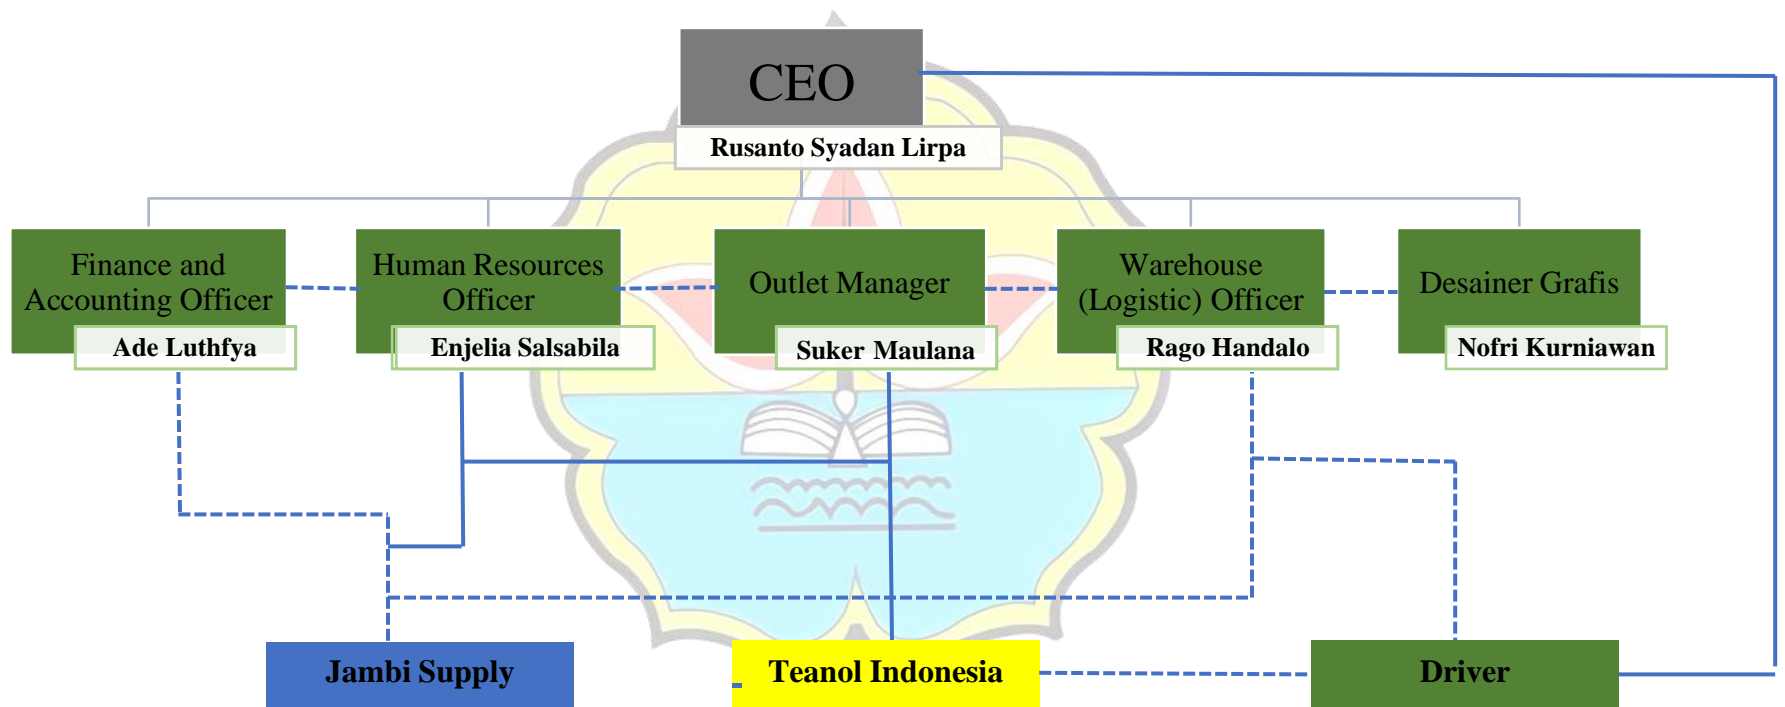 CEO
Rusanto Syadan Lirpa
Finance and
Accounting Officer
Ade Luthfya
Human Resources
Officer
Enjelia Salsabila
Outlet Manager
Suker Maulana
Warehouse
(Logistic) Officer
Rago Handalo
Desainer Grafis
Nofri Kurniawan
Jambi Supply
Teanol Indonesia
Driver